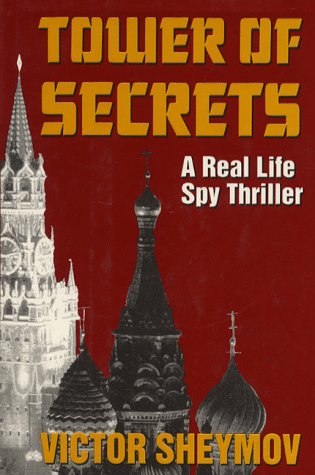 TOWER OF
SECRETS
A Real Life
Spy Thriller
VICTOR SHEYMOV